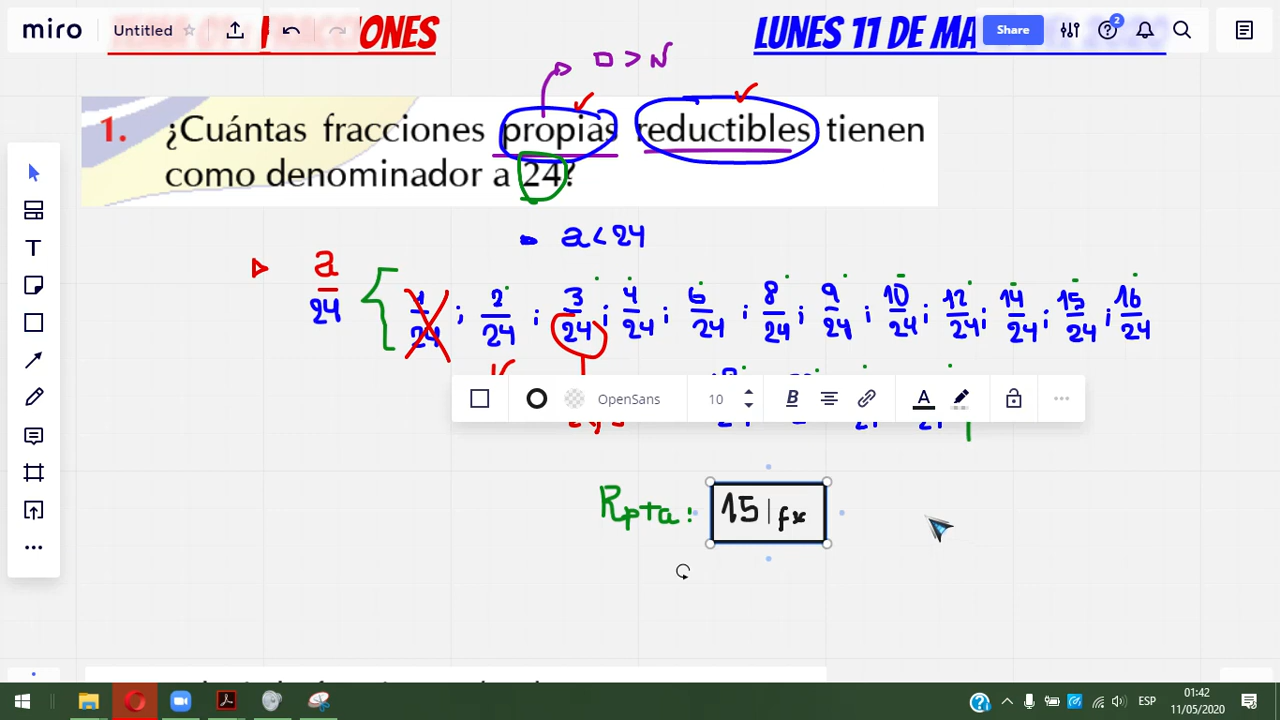 miro Untitled Share 2
IONES LUNES 11 DE MA
D > N
1. ¿Cuántas fracciones propias reductibles tienen
como denominador a 24?
a < 24
a/24 { 1/24 ; 2/24 ; 3/24 ; 4/24 ; 6/24 ; 8/24 ; 9/24 ; 10/24 ; 12/24 ; 14/24 ; 15/24 ; 16/24
OpenSans 10 B A
Rpta: 15 fx
ESP 01:42
11/05/2020